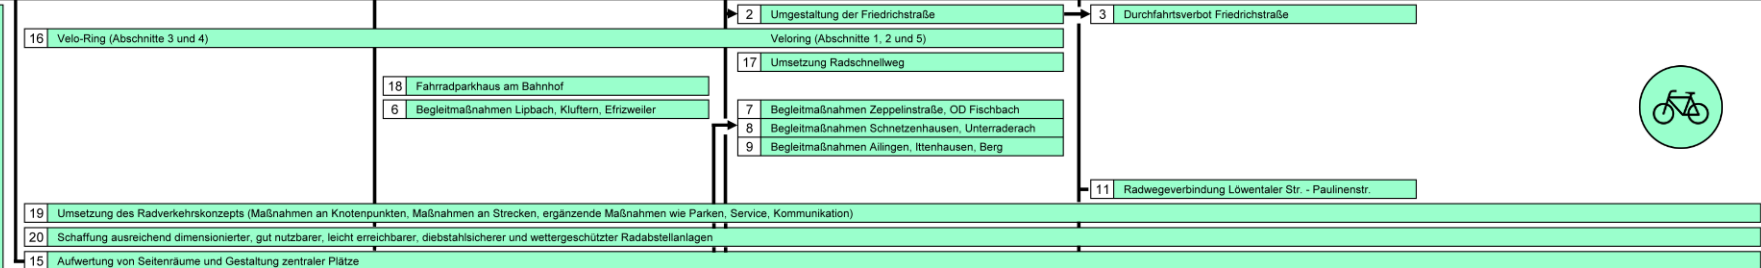 2 Umgestaltung der Friedrichstraße
3 Durchfahrtsverbot Friedrichstraße
16 Velo-Ring (Abschnitte 3 und 4)
Veloring (Abschnitte 1, 2 und 5)
17 Umsetzung Radschnellweg
18 Fahrradparkhaus am Bahnhof
6 Begleitmaßnahmen Lipbach, Kluftern, Efrizweiler
7 Begleitmaßnahmen Zeppelinstraße, OD Fischbach
8 Begleitmaßnahmen Schnetzenhausen, Unterraderach
9 Begleitmaßnahmen Ailingen, Ittenhausen, Berg
11 Radwegeverbindung Löwentaler Str. - Paulinenstr.
19 Umsetzung des Radverkehrskonzepts (Maßnahmen an Knotenpunkten, Maßnahmen an Strecken, ergänzende Maßnahmen wie Parken, Service, Kommunikation)
20 Schaffung ausreichend dimensionierter, gut nutzbarer, leicht erreichbarer, diebstahlsicherer und wettergeschützter Radabstellanlagen
15 Aufwertung von Seitenräume und Gestaltung zentraler Plätze